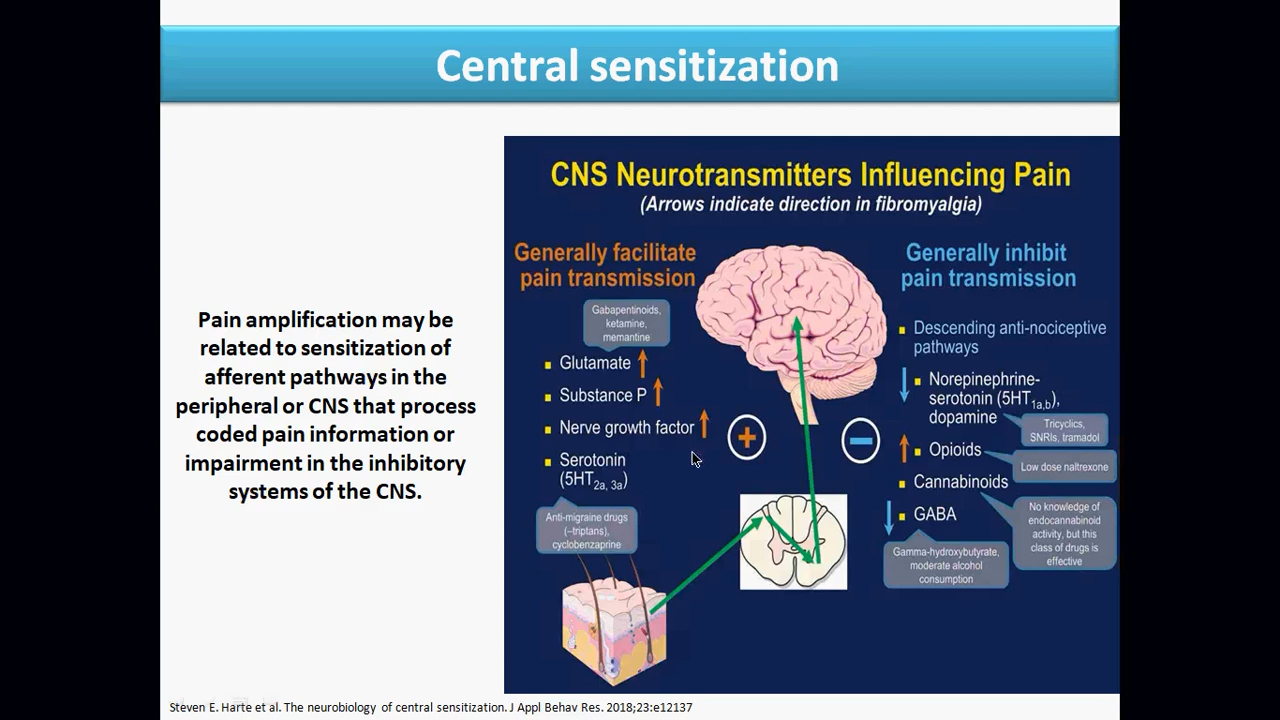 Central sensitization
Pain amplification may be
related to sensitization of
afferent pathways in the
peripheral or CNS that process
coded pain information or
impairment in the inhibitory
systems of the CNS.
CNS Neurotransmitters Influencing Pain
(Arrows indicate direction in fibromyalgia)
Generally facilitate
pain transmission
Gabapentinoids,
ketamine,
memantine
Glutamate
Substance P
Nerve growth factor
Serotonin
(5HT2a, 3a)
Anti-migraine drugs
(–triptans),
cyclobenzaprine
+
−
Generally inhibit
pain transmission
Descending anti-nociceptive
pathways
Norepinephrine-
serotonin (5HT1a,b),
dopamine
Tricyclics,
SNRIs, tramadol
Opioids
Low dose naltrexone
Cannabinoids
No knowledge of
endocannabinoid
activity, but this
class of drugs is
effective
GABA
Gamma-hydroxybutyrate,
moderate alcohol
consumption
Steven E. Harte et al. The neurobiology of central sensitization. J Appl Behav Res. 2018;23:e12137